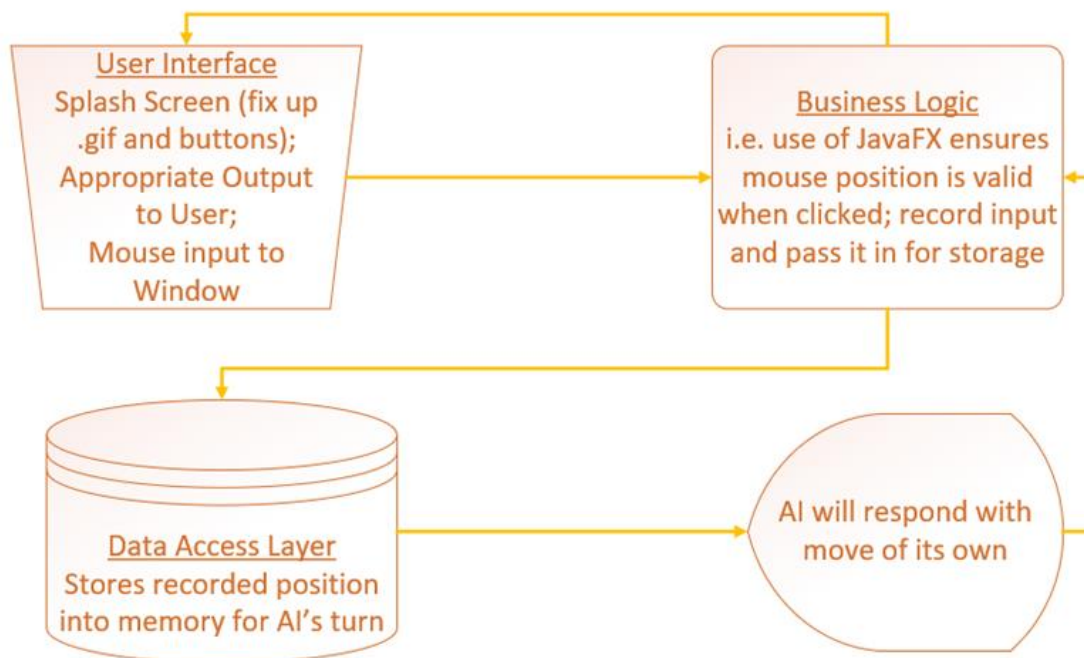 User Interface
Splash Screen (fix up
.gif and buttons);
Appropriate Output
to User;
Mouse input to
Window
Business Logic
i.e. use of JavaFX ensures
mouse position is valid
when clicked; record input
and pass it in for storage
Data Access Layer
Stores recorded position
into memory for AI’s turn
AI will respond with
move of its own